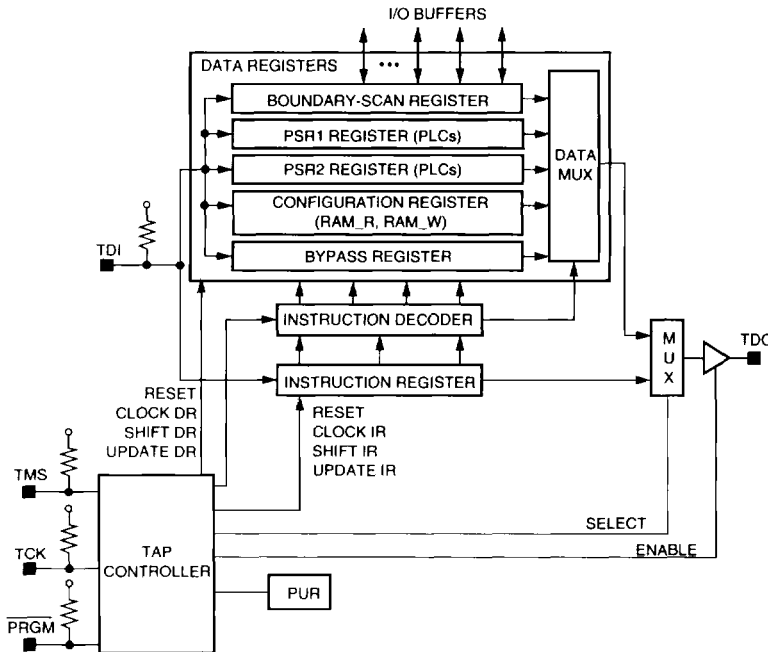 I/O BUFFERS
DATA REGISTERS
BOUNDARY-SCAN REGISTER
PSR1 REGISTER (PLCs)
PSR2 REGISTER (PLCs)
CONFIGURATION REGISTER
(RAM_R, RAM_W)
BYPASS REGISTER
DATA
MUX
TDI
INSTRUCTION DECODER
INSTRUCTION REGISTER
M
U
X
TDO
RESET
CLOCK DR
SHIFT DR
UPDATE DR
RESET
CLOCK IR
SHIFT IR
UPDATE IR
TMS
TCK
PRGM
TAP
CONTROLLER
SELECT
ENABLE
PUR